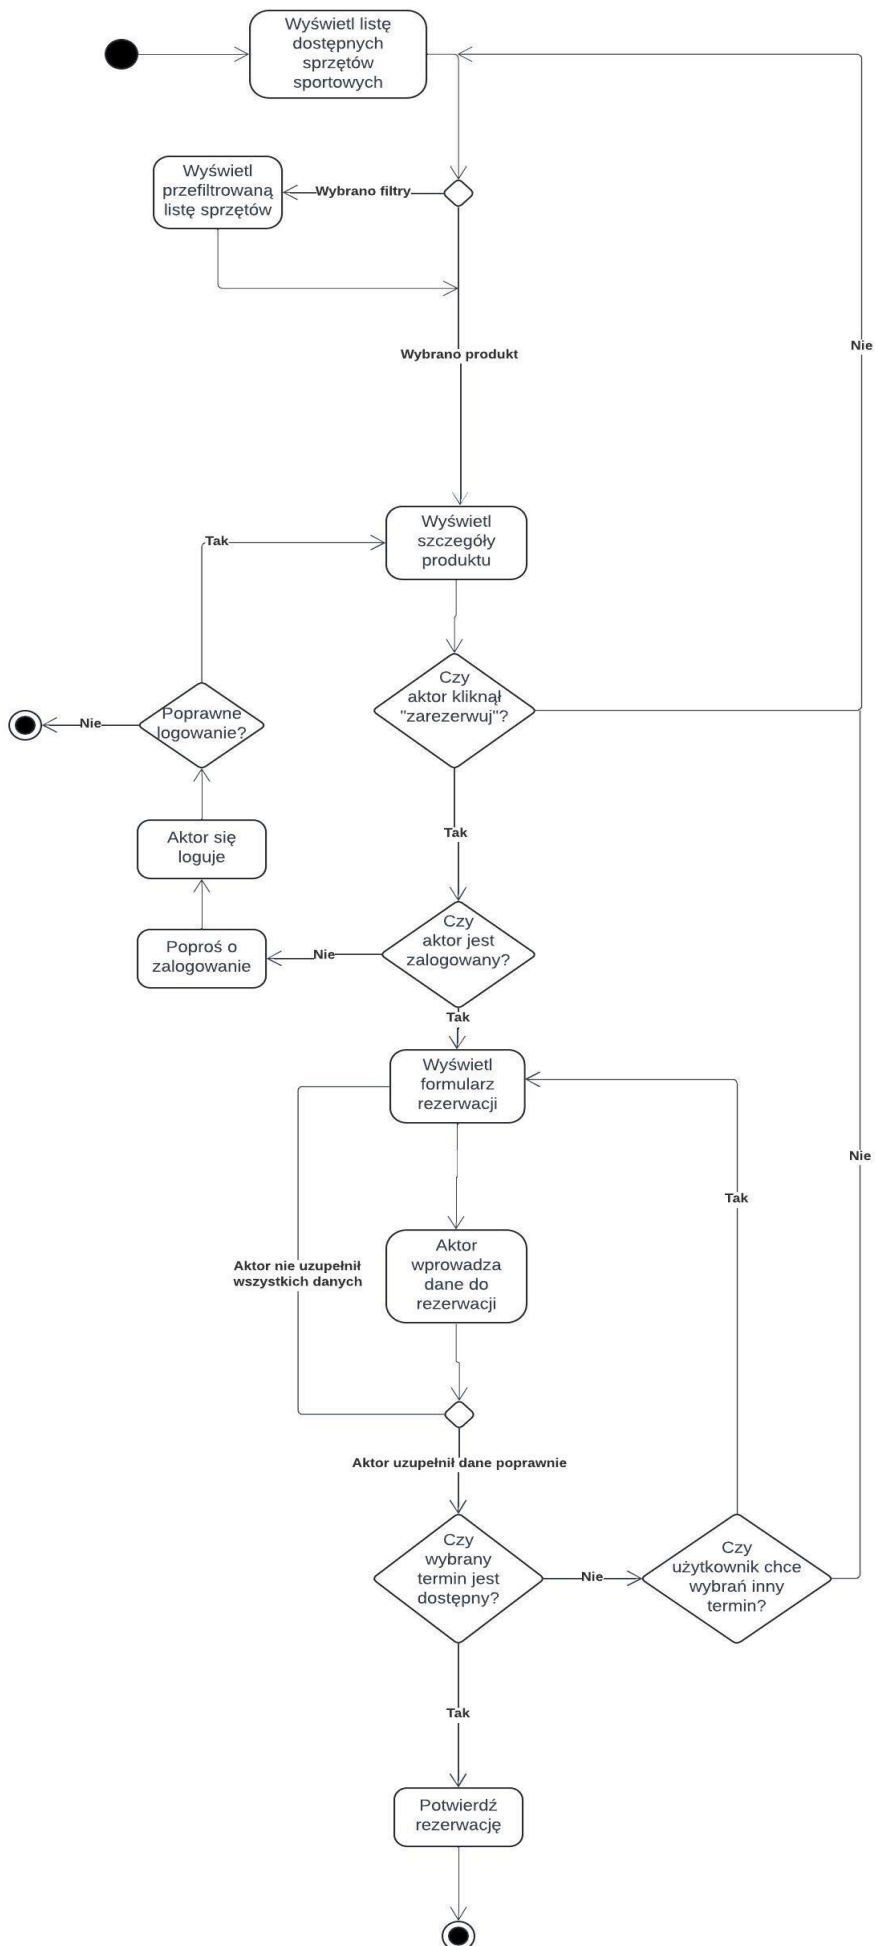 Wyświetl listę
dostępnych
sprzętów
sportowych
Wyświetl
przefiltrowaną
listę sprzętów
Wybrano filtry
Nie
Wybrano produkt
Wyświetl
szczegóły
produktu
Tak
Czy
aktor kliknął
"zarezerwuj"?
Poprawne
logowanie?
Nie
Tak
Aktor się
loguje
Czy
aktor jest
zalogowany?
Nie
Poproś o
zalogowanie
Tak
Wyświetl
formularz
rezerwacji
Nie
Tak
Aktor nie uzupełnił
wszystkich danych
Aktor
wprowadza
dane do
rezerwacji
Aktor uzupełnił dane poprawnie
Czy
wybrany
termin jest
dostępny?
Nie
Czy
użytkownik chce
wybrań inny
termin?
Tak
Potwierdź
rezerwację